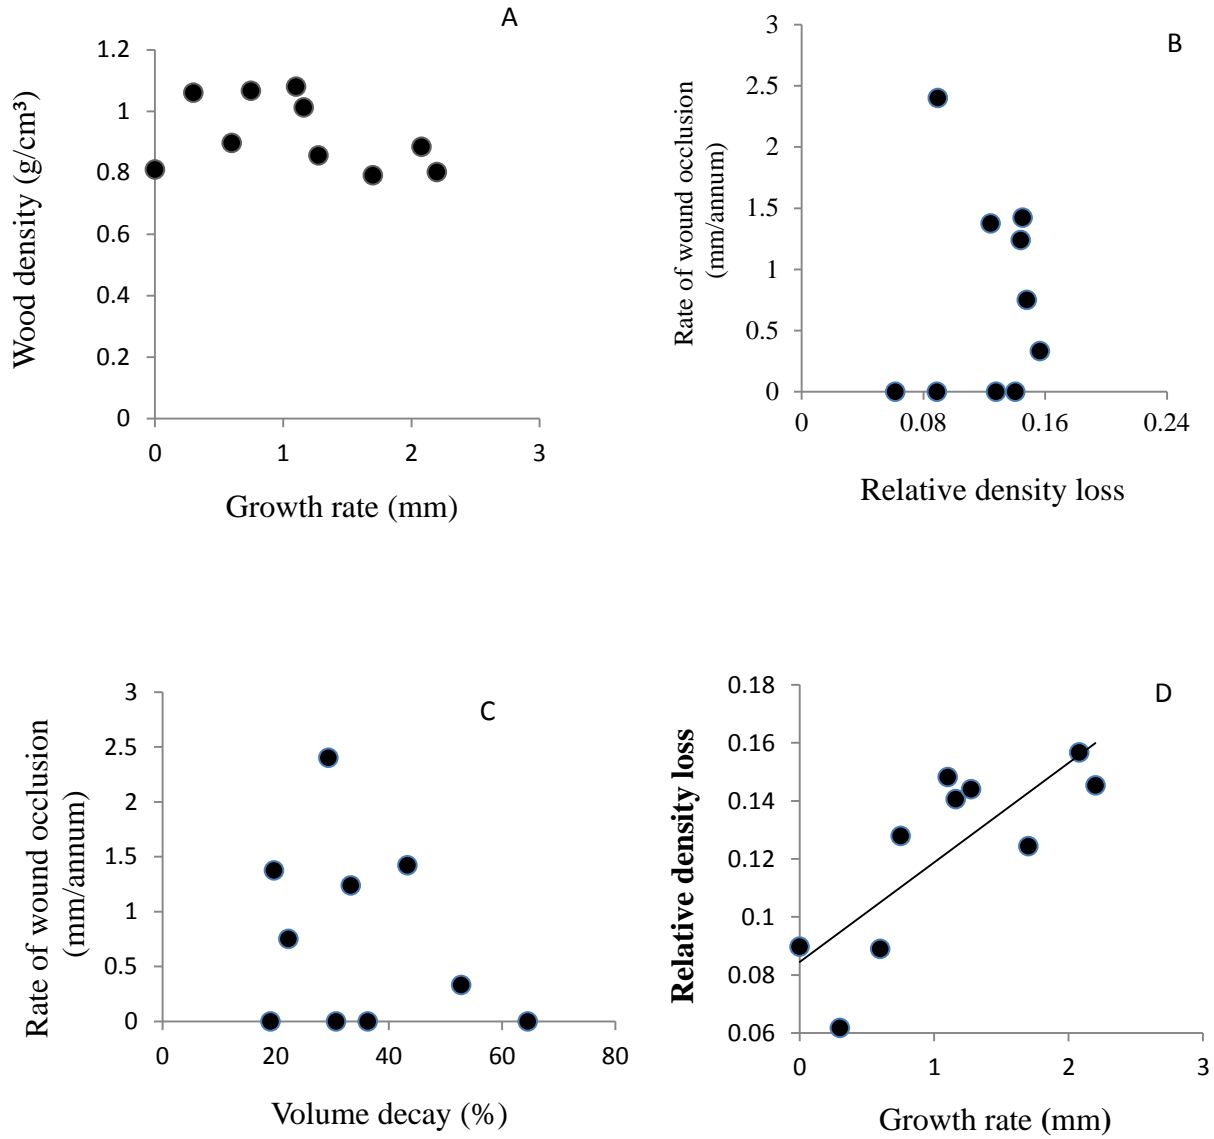 A
Wood density (g/cm³)
1.2
1
0.8
0.6
0.4
0.2
0
0 1 2 3
Growth rate (mm)
B
Rate of wound occlusion
(mm/annum)
3
2.5
2
1.5
1
0.5
0
0 0.08 0.16 0.24
Relative density loss
C
Rate of wound occlusion
(mm/annum)
3
2.5
2
1.5
1
0.5
0
0 20 40 60 80
Volume decay (%)
D
Relative density loss
0.18
0.16
0.14
0.12
0.1
0.08
0.06
0 1 2 3
Growth rate (mm)